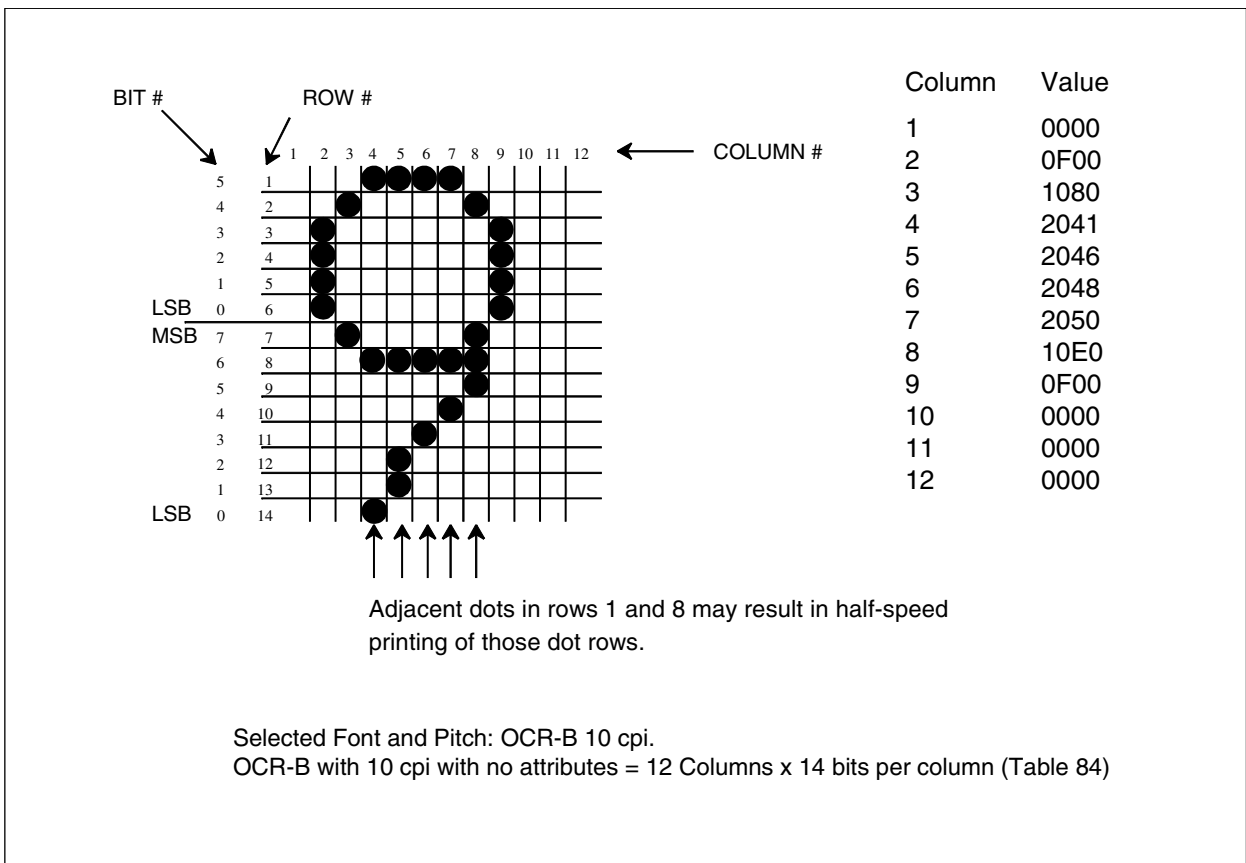 BIT #
ROW #
1 2 3 4 5 6 7 8 9 10 11 12
COLUMN #
5 1
4 2
3 3
2 4
1 5
LSB 0 6
MSB 7 7
6 8
5 9
4 10
3 11
2 12
1 13
LSB 0 14
Adjacent dots in rows 1 and 8 may result in half-speed
printing of those dot rows.
Column Value
1 0000
2 0F00
3 1080
4 2041
5 2046
6 2048
7 2050
8 10E0
9 0F00
10 0000
11 0000
12 0000
Selected Font and Pitch: OCR-B 10 cpi.
OCR-B with 10 cpi with no attributes = 12 Columns x 14 bits per column (Table 84)